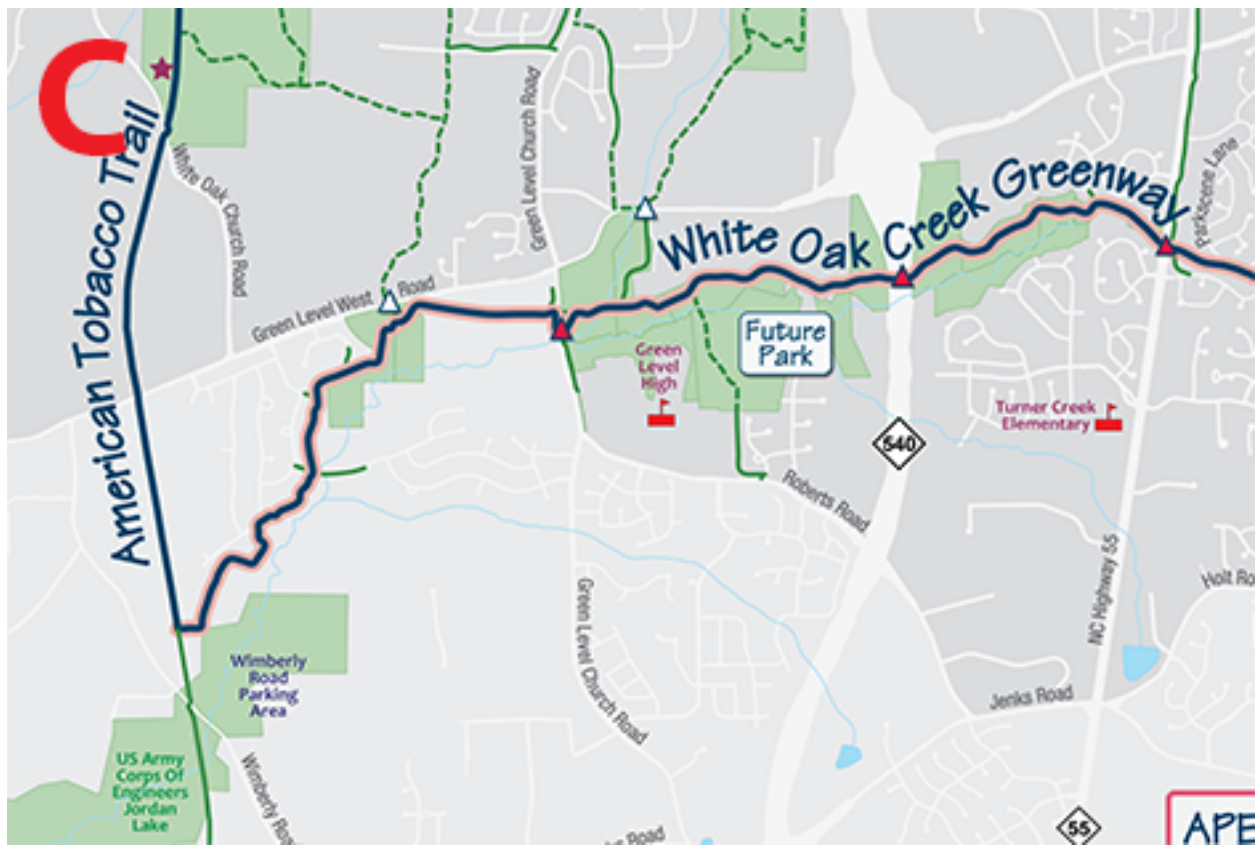 C
American Tobacco Trail
White Oak Church Road
Green Level Church Road
Green Level West Road
White Oak Creek Greenway
Parkscene Lane
Future
Park
Green
Level
High
Turner Creek
Elementary
540
Roberts Road
NC Highway 55
Holt Ro
Green Level Church Road
Jenks Road
Wimberly
Road
Parking
Area
US Army
Corps Of
Engineers
Jordan
Lake
Wimberly Roa
Road
55
APE